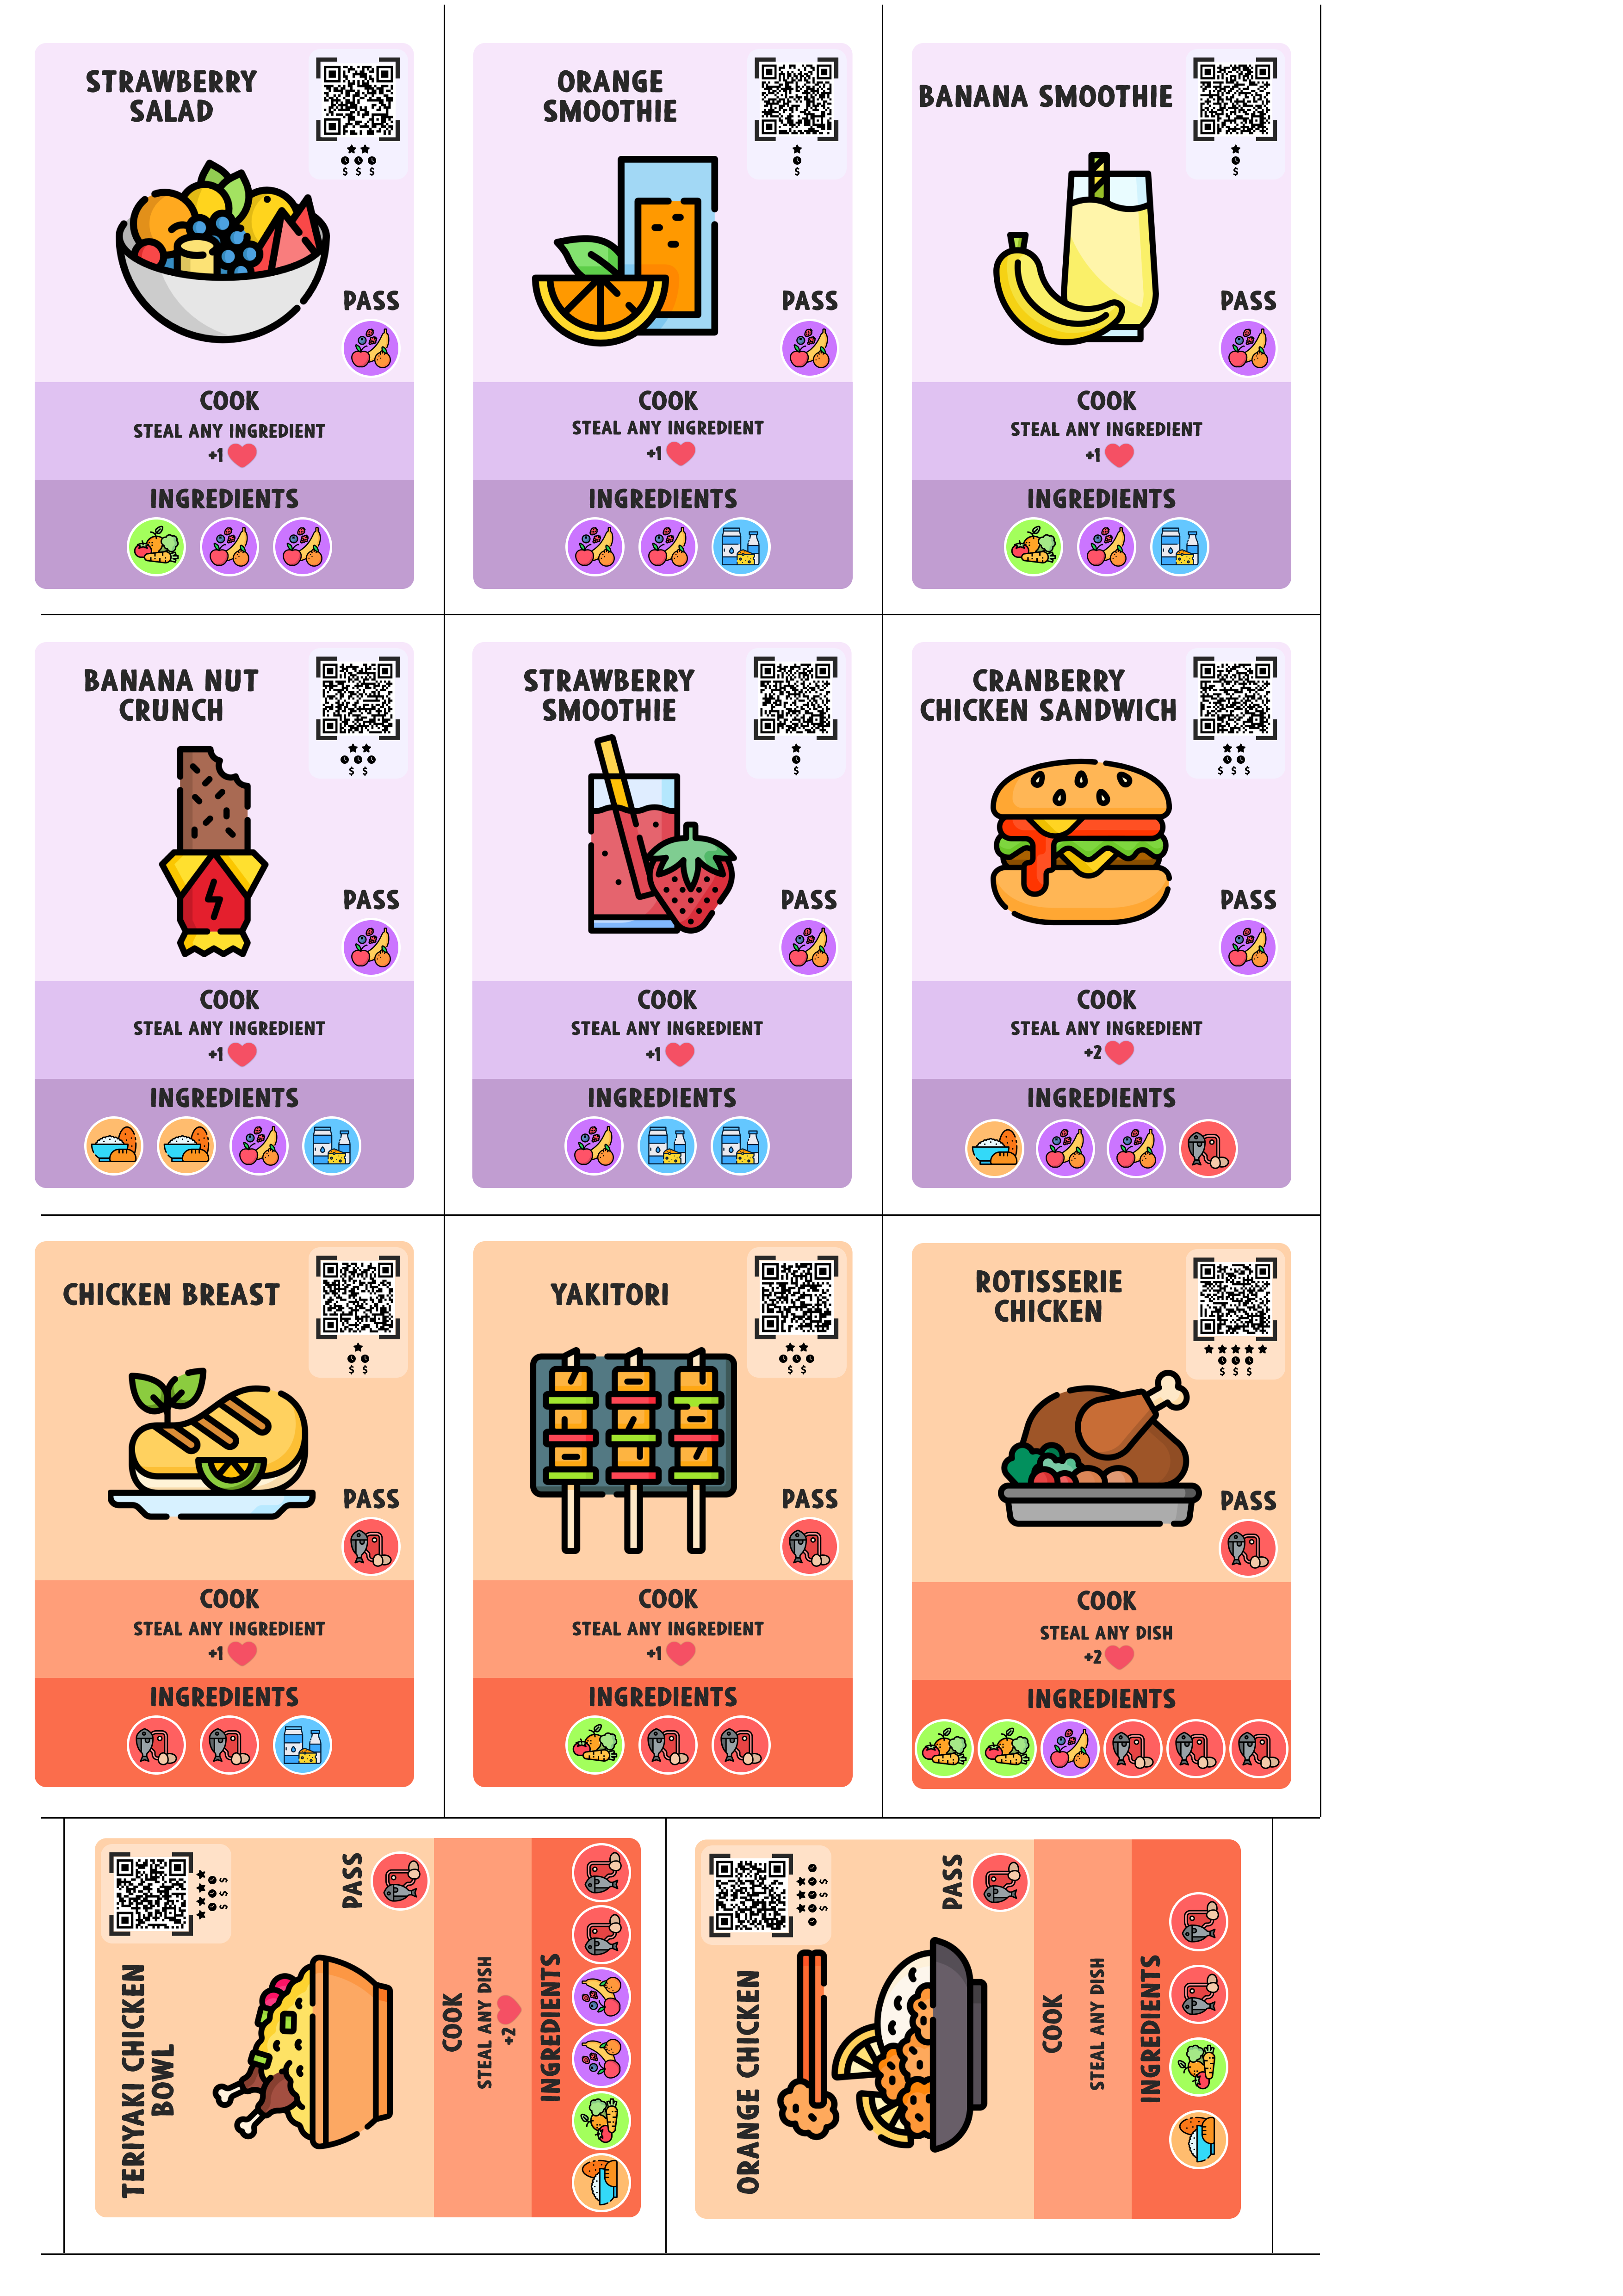 STRAWBERRY
SALAD
$ $ $
PASS
COOK
STEAL ANY INGREDIENT
+1
INGREDIENTS
ORANGE
SMOOTHIE
$
PASS
COOK
STEAL ANY INGREDIENT
+1
INGREDIENTS
BANANA SMOOTHIE
$
PASS
COOK
STEAL ANY INGREDIENT
+1
INGREDIENTS
BANANA NUT
CRUNCH
$ $
PASS
COOK
STEAL ANY INGREDIENT
+1
INGREDIENTS
STRAWBERRY
SMOOTHIE
$
PASS
COOK
STEAL ANY INGREDIENT
+1
INGREDIENTS
CRANBERRY
CHICKEN SANDWICH
$ $ $
PASS
COOK
STEAL ANY INGREDIENT
+2
INGREDIENTS
CHICKEN BREAST
$ $
PASS
COOK
STEAL ANY INGREDIENT
+1
INGREDIENTS
YAKITORI
$ $
PASS
COOK
STEAL ANY INGREDIENT
+1
INGREDIENTS
ROTISSERIE
CHICKEN
$ $ $
PASS
COOK
STEAL ANY DISH
+2
INGREDIENTS
TERIYAKI CHICKEN
BOWL
$ $ $
PASS
COOK
STEAL ANY DISH
+2
INGREDIENTS
ORANGE CHICKEN
$ $ $
PASS
COOK
STEAL ANY DISH
INGREDIENTS